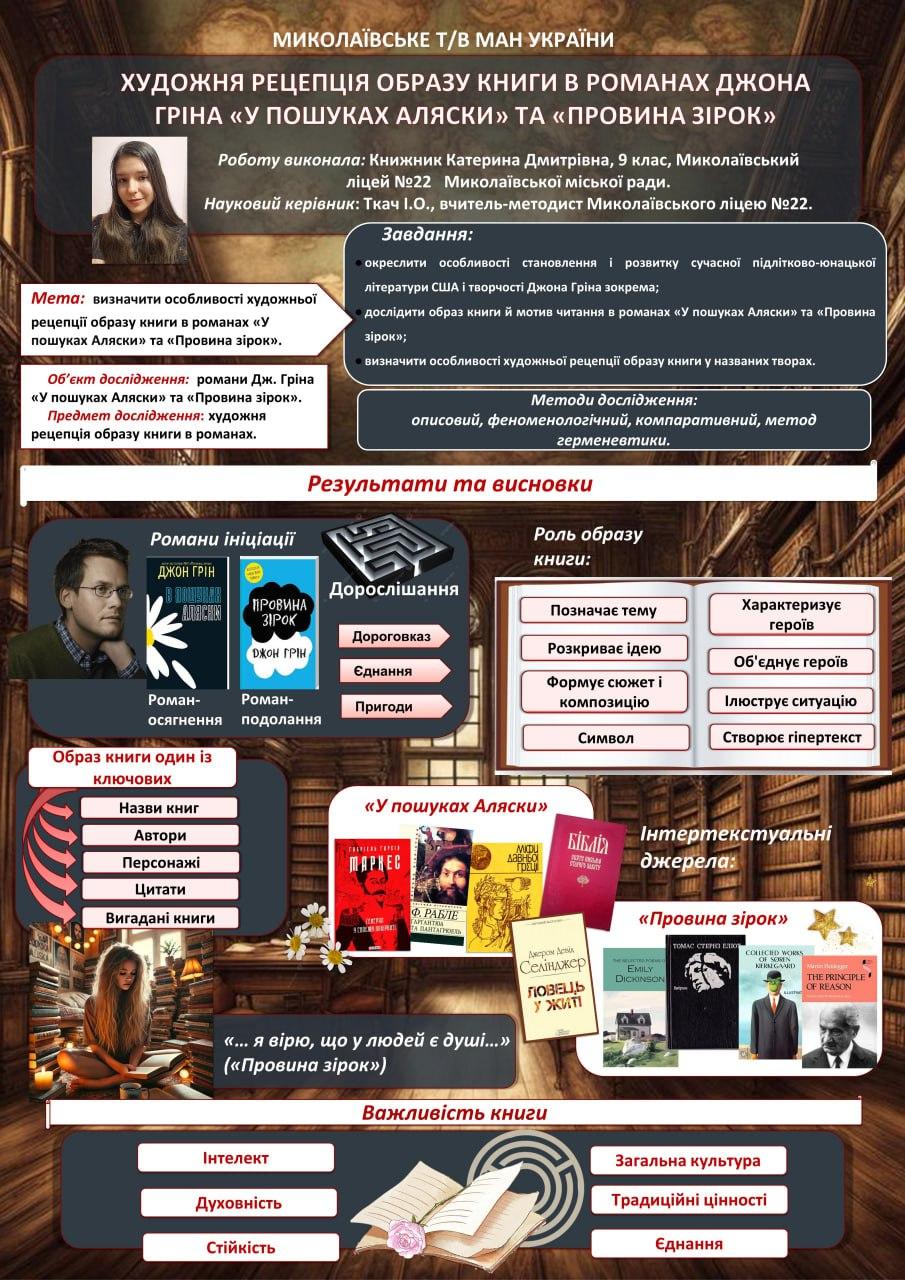 МИКОЛАЇВСЬКЕ Т/В МАН УКРАЇНИ
ХУДОЖНЯ РЕЦЕПЦІЯ ОБРАЗУ КНИГИ В РОМАНАХ ДЖОНА
ГРІНА «У ПОШУКАХ АЛЯСКИ» ТА «ПРОВИНА ЗІРОК»
Роботу виконала: Книжник Катерина Дмитрівна, 9 клас, Миколаївський
ліцей №22 Миколаївської міської ради.
Науковий керівник: Ткач І.О., вчитель-методист Миколаївського ліцею №22.
Завдання:
окреслити особливості становлення і розвитку сучасної підлітково-юнацької
літератури США і творчості Джона Гріна зокрема;
дослідити образ книги й мотив читання в романах «У пошуках Аляски» та «Провина
зірок»;
визначити особливості художньої рецепції образу книги у названих творах.
Мета: визначити особливості художньої
рецепції образу книги в романах «У
пошуках Аляски» та «Провина зірок».
Об’єкт дослідження: романи Дж. Гріна
«У пошуках Аляски» та «Провина зірок».
Предмет дослідження: художня
рецепція образу книги в романах.
Методи дослідження:
описовий, феноменологічний, компаративний, метод
герменевтики.
Результати та висновки
Романи ініціації
ДЖОН ГРІН
В ПОШУКАХ
АЛЯСКИ
ПРОВИНА
ЗІРОК
ДЖОН ГРІН
Роман-
осягнення
Роман-
подолання
Дорослішання
Дороговказ
Єднання
Пригоди
Роль образу
книги:
Позначає тему
Розкриває ідею
Формує сюжет і
композицію
Символ
Характеризує
героїв
Об'єднує героїв
Ілюструє ситуацію
Створює гіпертекст
Образ книги один із
ключових
Назви книг
Автори
Персонажі
Цитати
Вигадані книги
«У пошуках Аляски»
ГАБРІЕЛЬ ГАРСІЯ
МАРКЕС
ГЕНЕРАЛ
У СВОЄМУ ЛАБІРИНТІ
Ф. РАБЛЕ
ГАРГАНТЮА
ТА ПАНТАГРЮЕЛЬ
МІФИ
ДАВНЬОЇ
ГРЕЦІЇ
БІБЛІЯ
Джером Девід
Селінджер
ЛОВЕЦЬ
У ЖИТІ
Інтертекстуальні
джерела:
«Провина зірок»
THE SELECTED POEMS OF
EMILY
DICKINSON
ТОМАС СТЕРНЗ ЕЛІОТ
COLLECTED WORKS
OF SØREN
KIERKEGAARD
Martin Heidegger
THE PRINCIPLE
OF REASON
«… я вірю, що у людей є душі…»
(«Провина зірок»)
Важливість книги
Інтелект
Духовність
Стійкість
Загальна культура
Традиційні цінності
Єднання